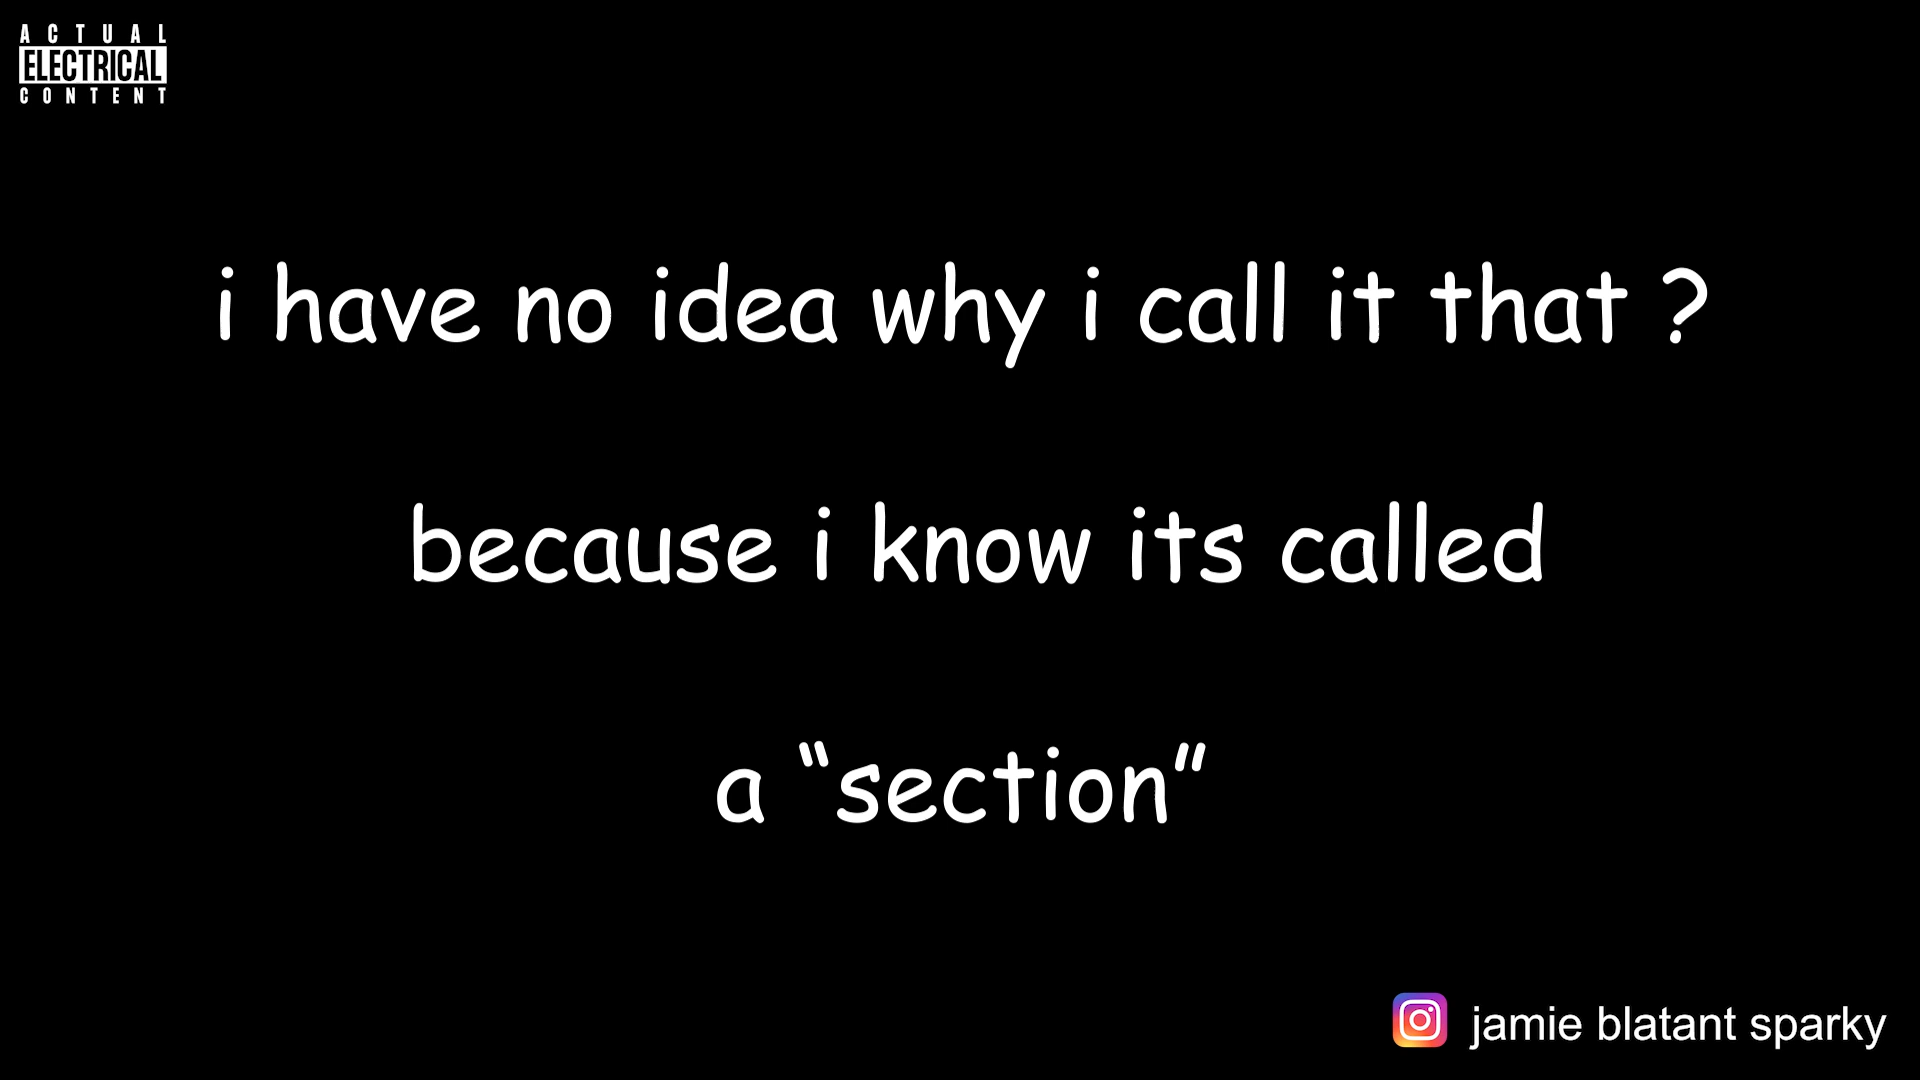 ACTUAL
ELECTRICAL
CONTENT
i have no idea why i call it that ?
because i know its called
a “section”
jamie blatant sparky